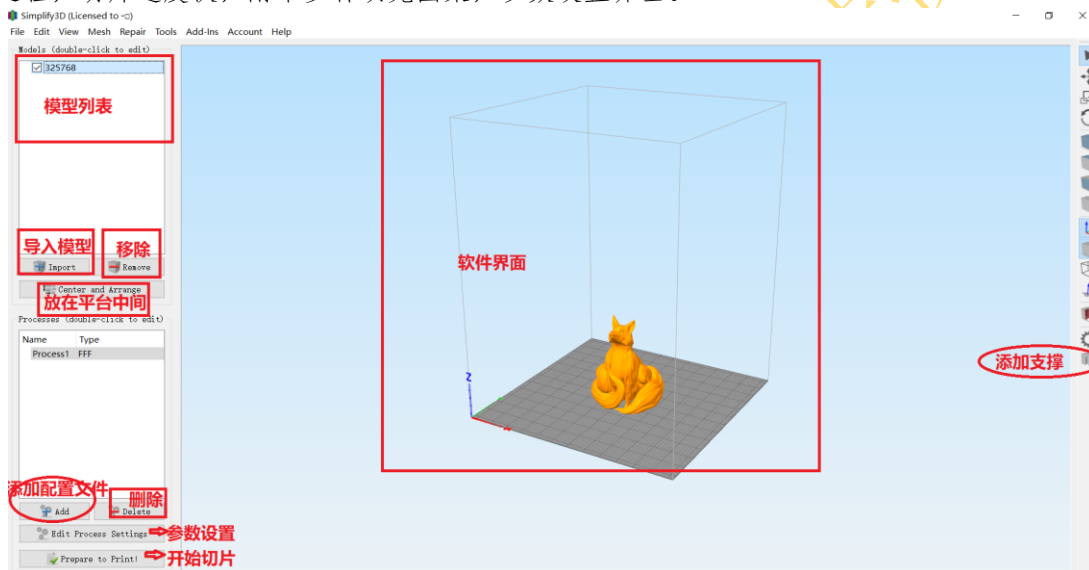 Simplify3D (Licensed to
File Edit View Mesh Repair Tools Add-Ins Account Help
Models (double-click to edit)
325768
模型列表
导入模型 移除
Import Remove
Center and Arrange
放在平台中间
Processes (double-click to edit)
Name Type
Process1 FFF
添加配置文件 删除
Add Delete
Edit Process Settings 参数设置
Prepare to Print! 开始切片
软件界面
Z
添加支撑